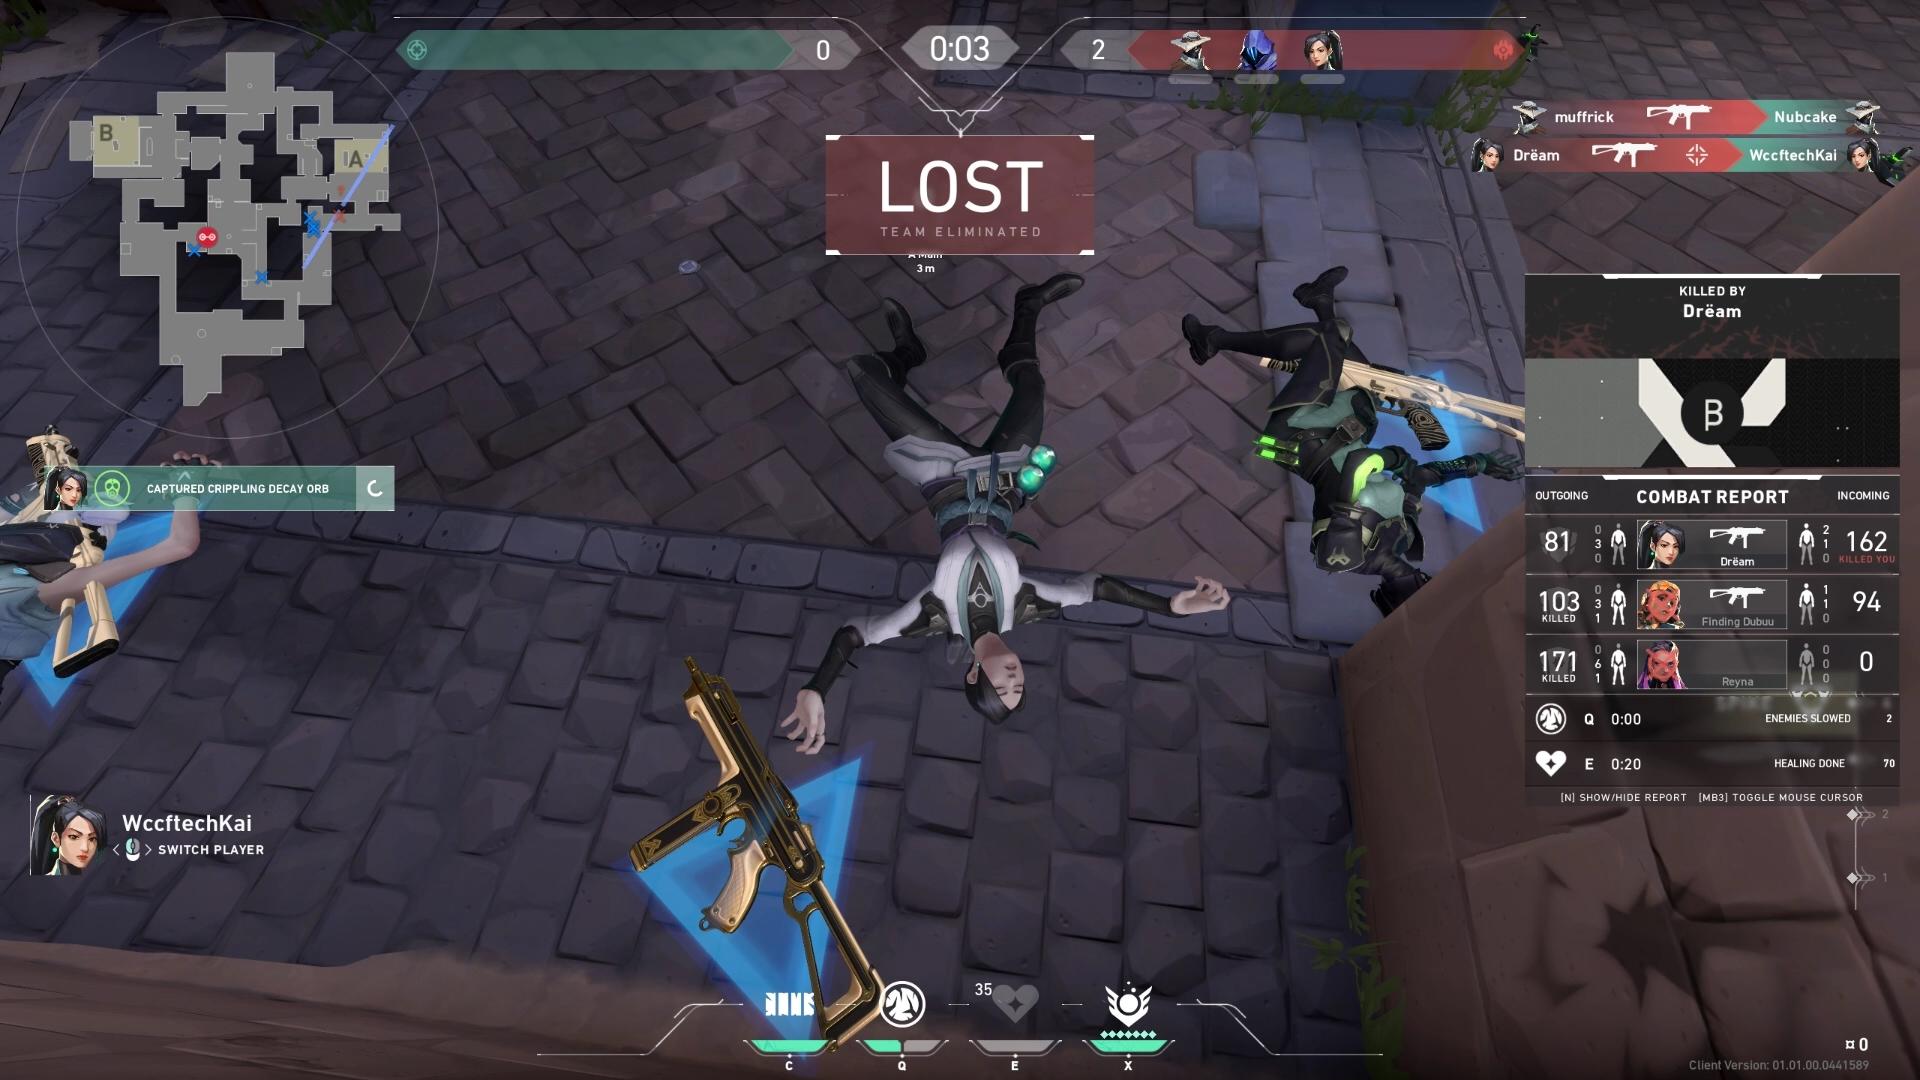 0
0:03
2
B
A
muffrick
Nubcake
Drëam
WccftechKai
LOST
TEAM ELIMINATED
A Main
3 m
KILLED BY
Drëam
β
CAPTURED CRIPPLING DECAY ORB
OUTGOING
COMBAT REPORT
INCOMING
81
0
3
0
Drëam
2
1
0
162
KILLED YOU
103
KILLED
0
3
1
Finding Dubuu
1
1
0
94
171
KILLED
0
6
1
Reyna
0
0
0
0
SPIKE
Q 0:00 ENEMIES SLOWED 2
E 0:20 HEALING DONE 70
[N] SHOW/HIDE REPORT [MB3] TOGGLE MOUSE CURSOR
2
1
WccftechKai
< > SWITCH PLAYER
35
C
Q
E
X
¤ 0
Client Version: 01.01.00.0441589